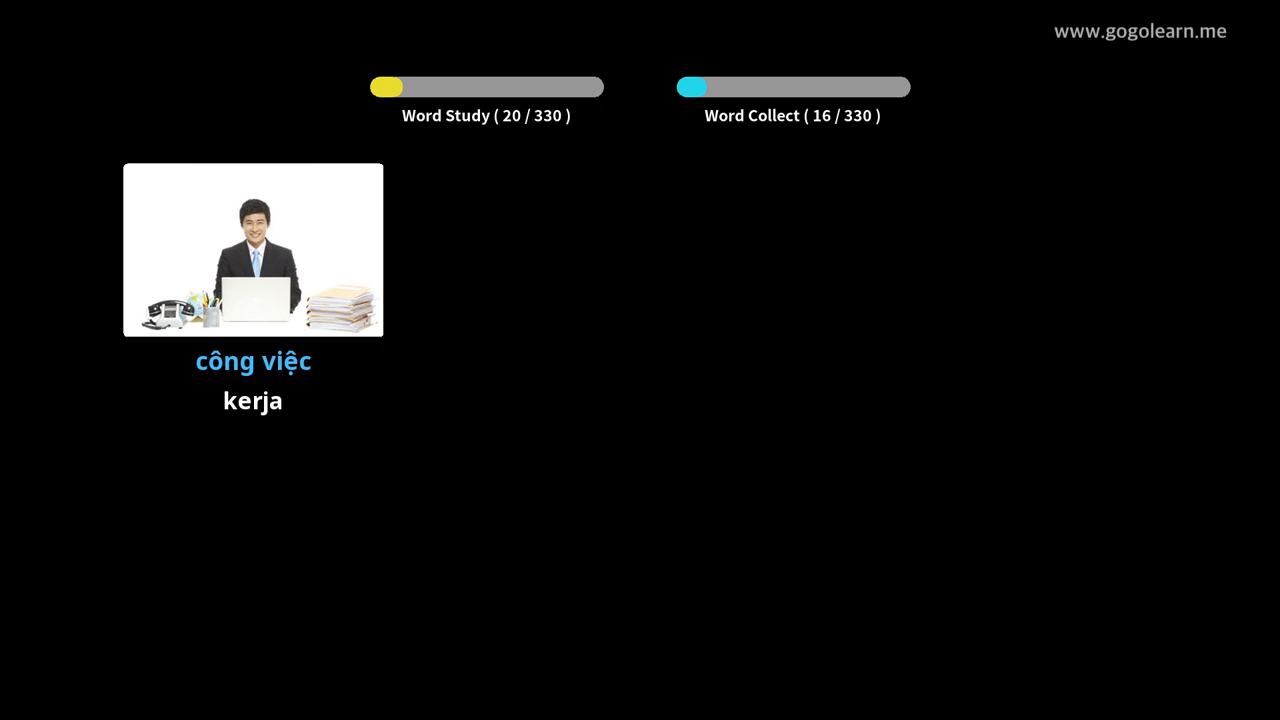 www.gogolearn.me
Word Study ( 20 / 330 )
Word Collect ( 16 / 330 )
công việc
kerja